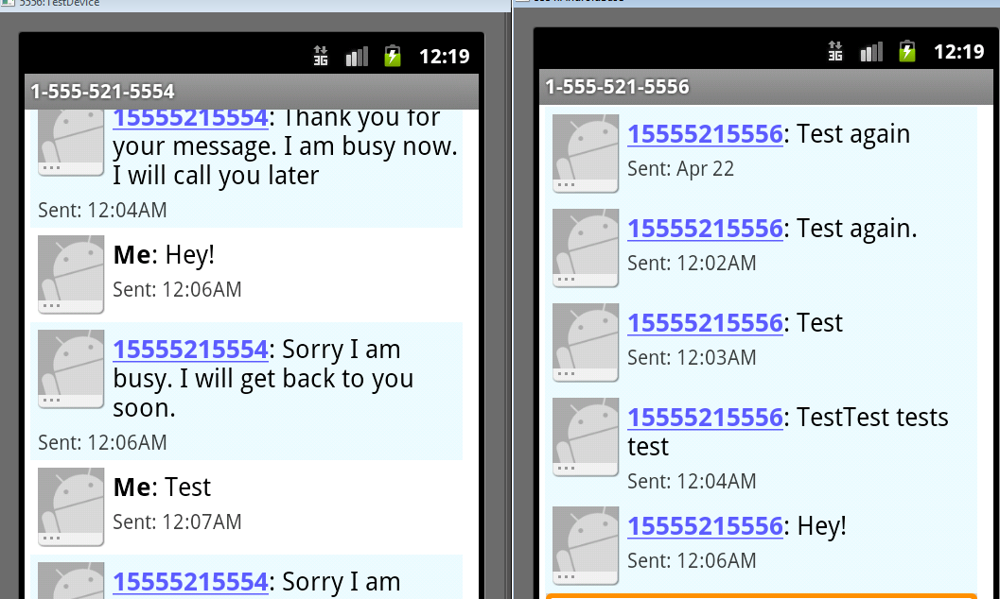 5556:TestDevice
3G
12:19
1-555-521-5554
15555215554: Thank you for
your message. I am busy now.
I will call you later
Sent: 12:04AM
Me: Hey!
Sent: 12:06AM
15555215554: Sorry I am
busy. I will get back to you
soon.
Sent: 12:06AM
Me: Test
Sent: 12:07AM
15555215554: Sorry I am
3G
12:19
1-555-521-5556
15555215556: Test again
Sent: Apr 22
15555215556: Test again.
Sent: 12:02AM
15555215556: Test
Sent: 12:03AM
15555215556: TestTest tests
test
Sent: 12:04AM
15555215556: Hey!
Sent: 12:06AM